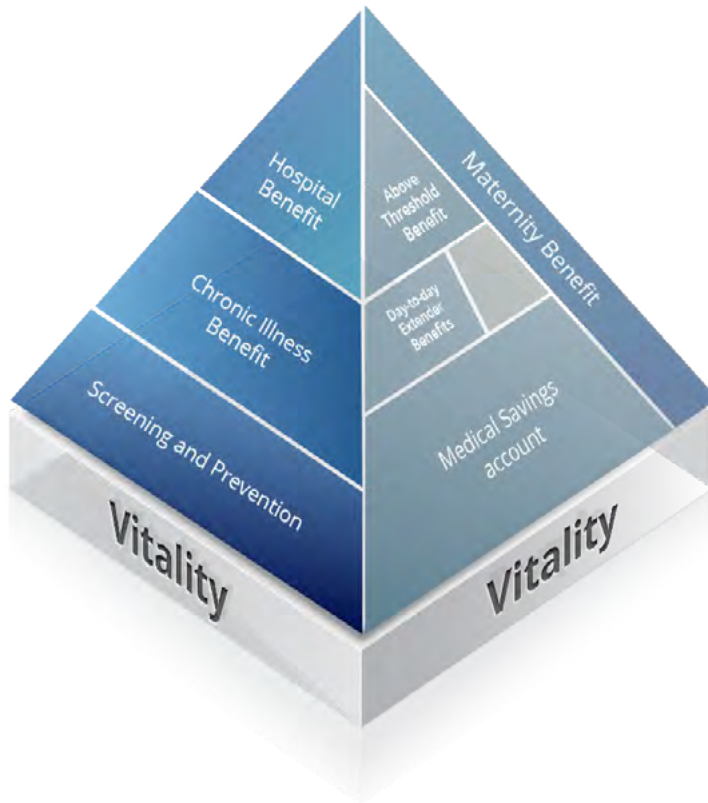 Hospital
Benefit
Chronic Illness
Benefit
Screening and Prevention
Vitality
Above
Threshold
Benefit
Maternity Benefit
Day-to-day
Extender
Benefits
Medical Savings
account
Vitality